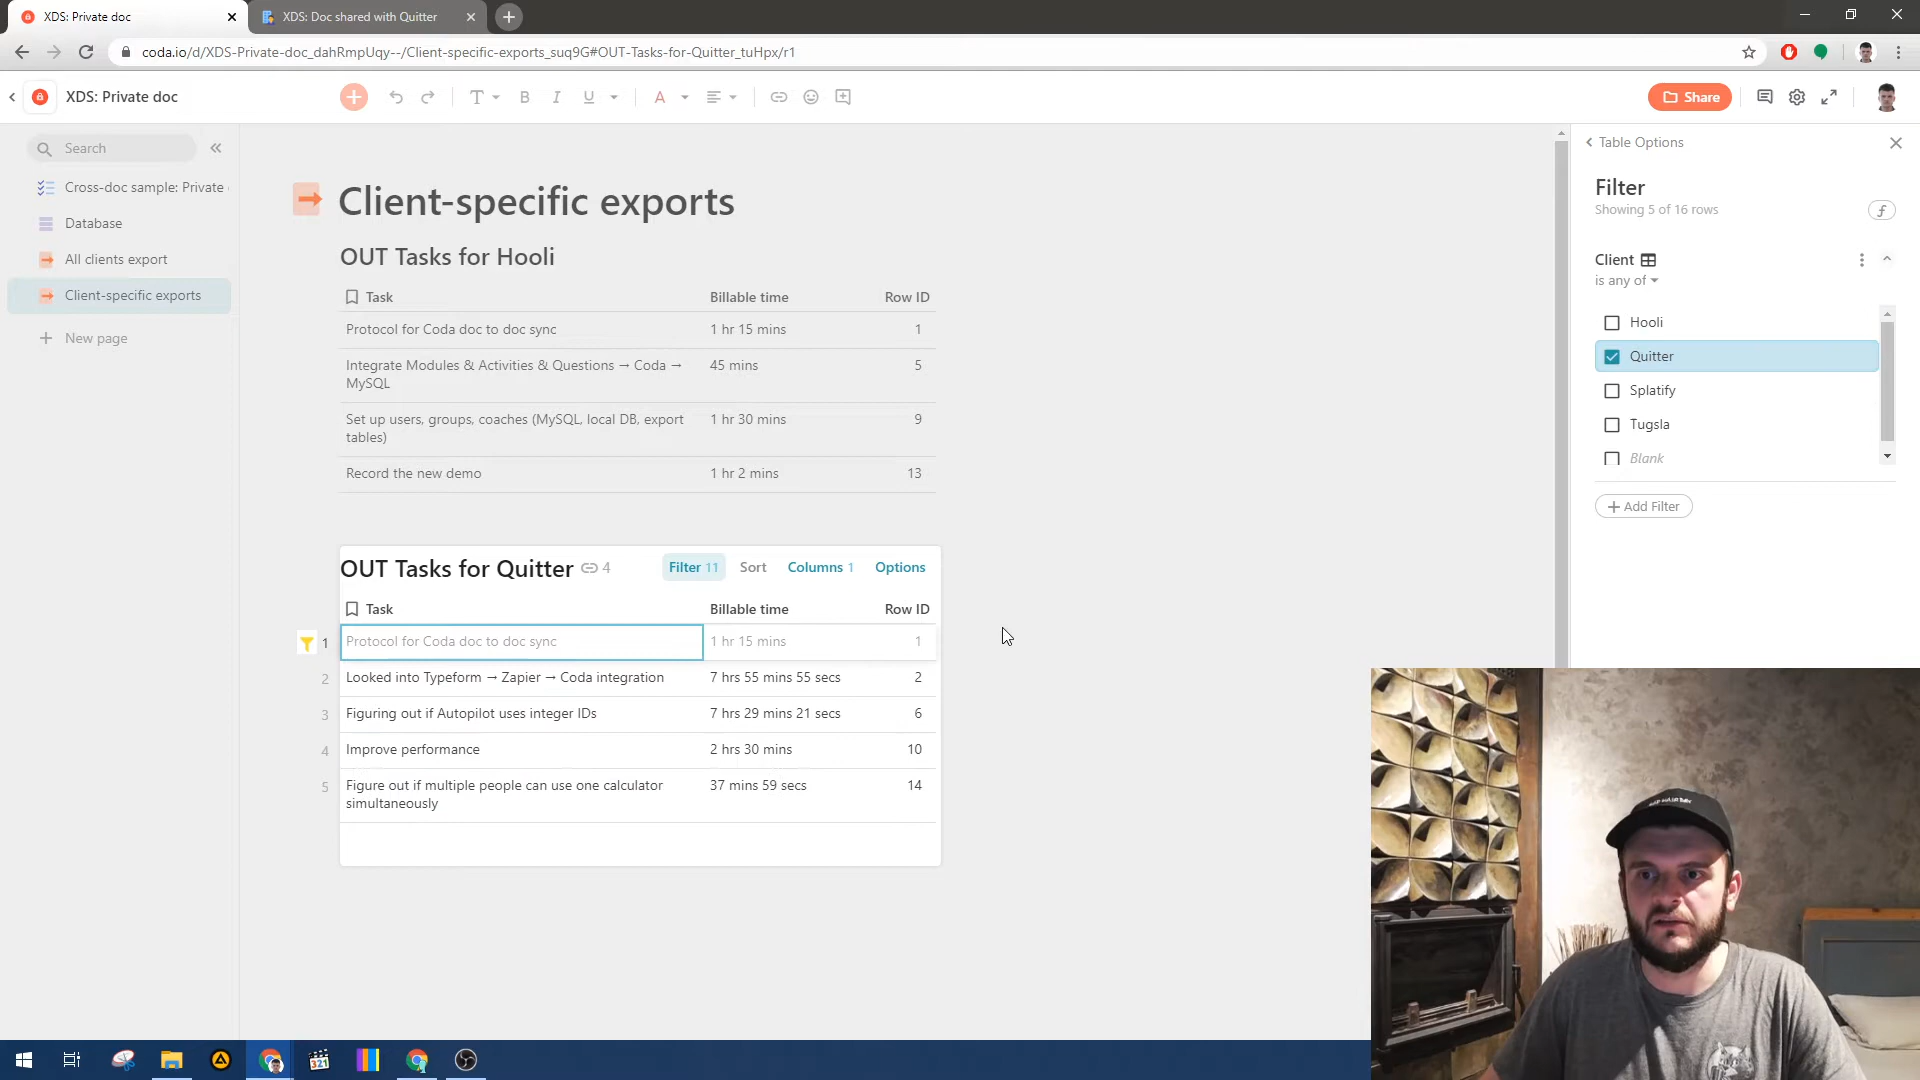 XDS: Private doc
XDS: Doc shared with Quitter
coda.io/d/XDS-Private-doc_dahRmpUqy--/Client-specific-exports_suq9G#OUT-Tasks-for-Quitter_tuHpx/r1
XDS: Private doc
T
B
I
U
A
Share
Search
Cross-doc sample: Private
Database
All clients export
Client-specific exports
New page
Client-specific exports
OUT Tasks for Hooli
Task Billable time Row ID
Protocol for Coda doc to doc sync 1 hr 15 mins 1
Integrate Modules & Activities & Questions → Coda → 45 mins 5
MySQL
Set up users, groups, coaches (MySQL, local DB, export 1 hr 30 mins 9
tables)
Record the new demo 1 hr 2 mins 13
OUT Tasks for Quitter 4 Filter 11 Sort Columns 1 Options
Task Billable time Row ID
1 Protocol for Coda doc to doc sync 1 hr 15 mins 1
2 Looked into Typeform → Zapier → Coda integration 7 hrs 55 mins 55 secs 2
3 Figuring out if Autopilot uses integer IDs 7 hrs 29 mins 21 secs 6
4 Improve performance 2 hrs 30 mins 10
5 Figure out if multiple people can use one calculator 37 mins 59 secs 14
simultaneously
Table Options
Filter
Showing 5 of 16 rows
Client
is any of
Hooli
Quitter
Splatify
Tugsla
Blank
Add Filter
321